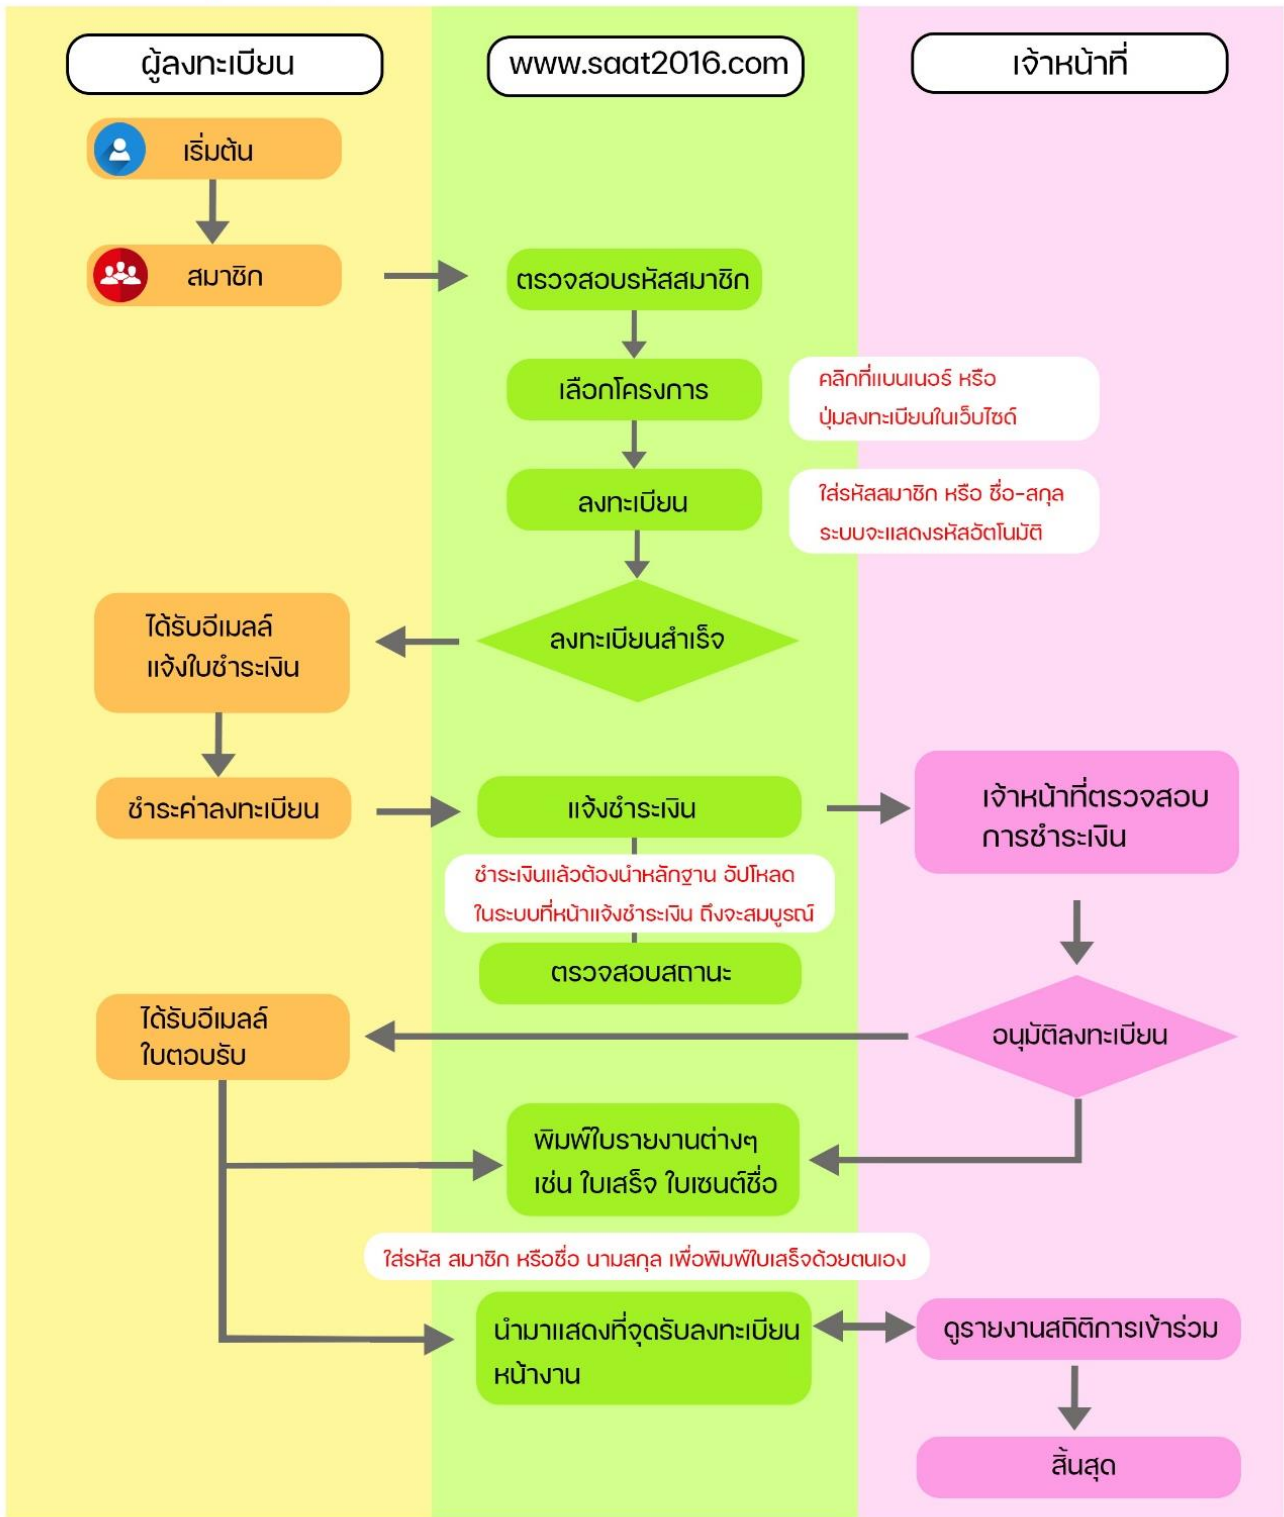 ผู้ลงทะเบียน
www.saat2016.com
เจ้าหน้าที่
เริ่มต้น
สมาชิก
ตรวจสอบรหัสสมาชิก
เลือกโครงการ
คลิกที่แบนเนอร์ หรือ
ปุ่มลงทะเบียนในเว็บไซด์
ลงทะเบียน
ใส่รหัสสมาชิก หรือ ชื่อ-สกุล
ระบบจะแสดงรหัสอัตโนมัติ
ได้รับอีเมลล์
แจ้งใบชำระเงิน
ลงทะเบียนสำเร็จ
ชำระค่าลงทะเบียน
แจ้งชำระเงิน
เจ้าหน้าที่ตรวจสอบ
การชำระเงิน
ชำระเงินแล้วต้องนำหลักฐาน อัปโหลด
ในระบบที่หน้าแจ้งชำระเงิน ถึงจะสมบูรณ์
ตรวจสอบสถานะ
ได้รับอีเมลล์
ใบตอบรับ
อนุมัติลงทะเบียน
พิมพ์ใบรายงานต่างๆ
เช่น ใบเสร็จ ใบเซนต์ชื่อ
ใส่รหัส สมาชิก หรือชื่อ นามสกุล เพื่อพิมพ์ใบเสร็จด้วยตนเอง
นำมาแสดงที่จุดรับลงทะเบียน
หน้างาน
ดูรายงานสถิติการเข้าร่วม
สิ้นสุด